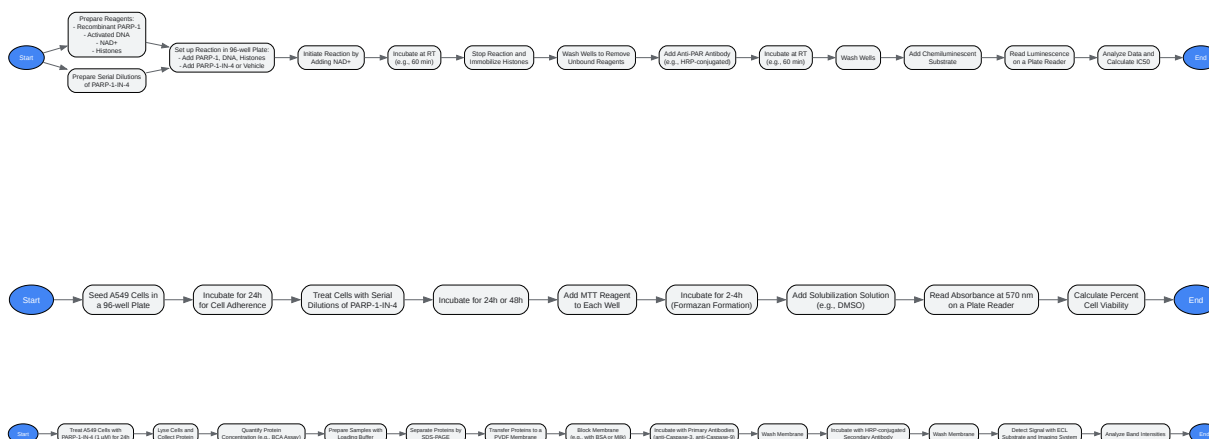 Start
Prepare Reagents:
- Recombinant PARP-1
- Activated DNA
- NAD+
- Histones
Prepare Serial Dilutions
of PARP-1-IN-4
Set up Reaction in 96-well Plate:
- Add PARP-1, DNA, Histones
- Add PARP-1-IN-4 or Vehicle
Initiate Reaction by
Adding NAD+
Incubate at RT
(e.g., 60 min)
Stop Reaction and
Immobilize Histones
Wash Wells to Remove
Unbound Reagents
Add Anti-PAR Antibody
(e.g., HRP-conjugated)
Incubate at RT
(e.g., 60 min)
Wash Wells
Add Chemiluminescent
Substrate
Read Luminescence
on a Plate Reader
Analyze Data and
Calculate IC50
End
Start
Seed A549 Cells in
a 96-well Plate
Incubate for 24h
for Cell Adherence
Treat Cells with Serial
Dilutions of PARP-1-IN-4
Incubate for 24h or 48h
Add MTT Reagent
to Each Well
Incubate for 2-4h
(Formazan Formation)
Add Solubilization Solution
(e.g., DMSO)
Read Absorbance at 570 nm
on a Plate Reader
Calculate Percent
Cell Viability
End
Start
Treat A549 Cells with
PARP-1-IN-4 (1 uM) for 24h
Lyse Cells and
Collect Protein
Quantify Protein
Concentration (e.g., BCA Assay)
Prepare Samples with
Loading Buffer
Separate Proteins by
SDS-PAGE
Transfer Proteins to a
PVDF Membrane
Block Membrane
(e.g., with BSA or Milk)
Incubate with Primary Antibodies
(anti-Caspase-3, anti-Caspase-9)
Wash Membrane
Incubate with HRP-conjugated
Secondary Antibody
Wash Membrane
Detect Signal with ECL
Substrate and Imaging System
Analyze Band Intensities
End